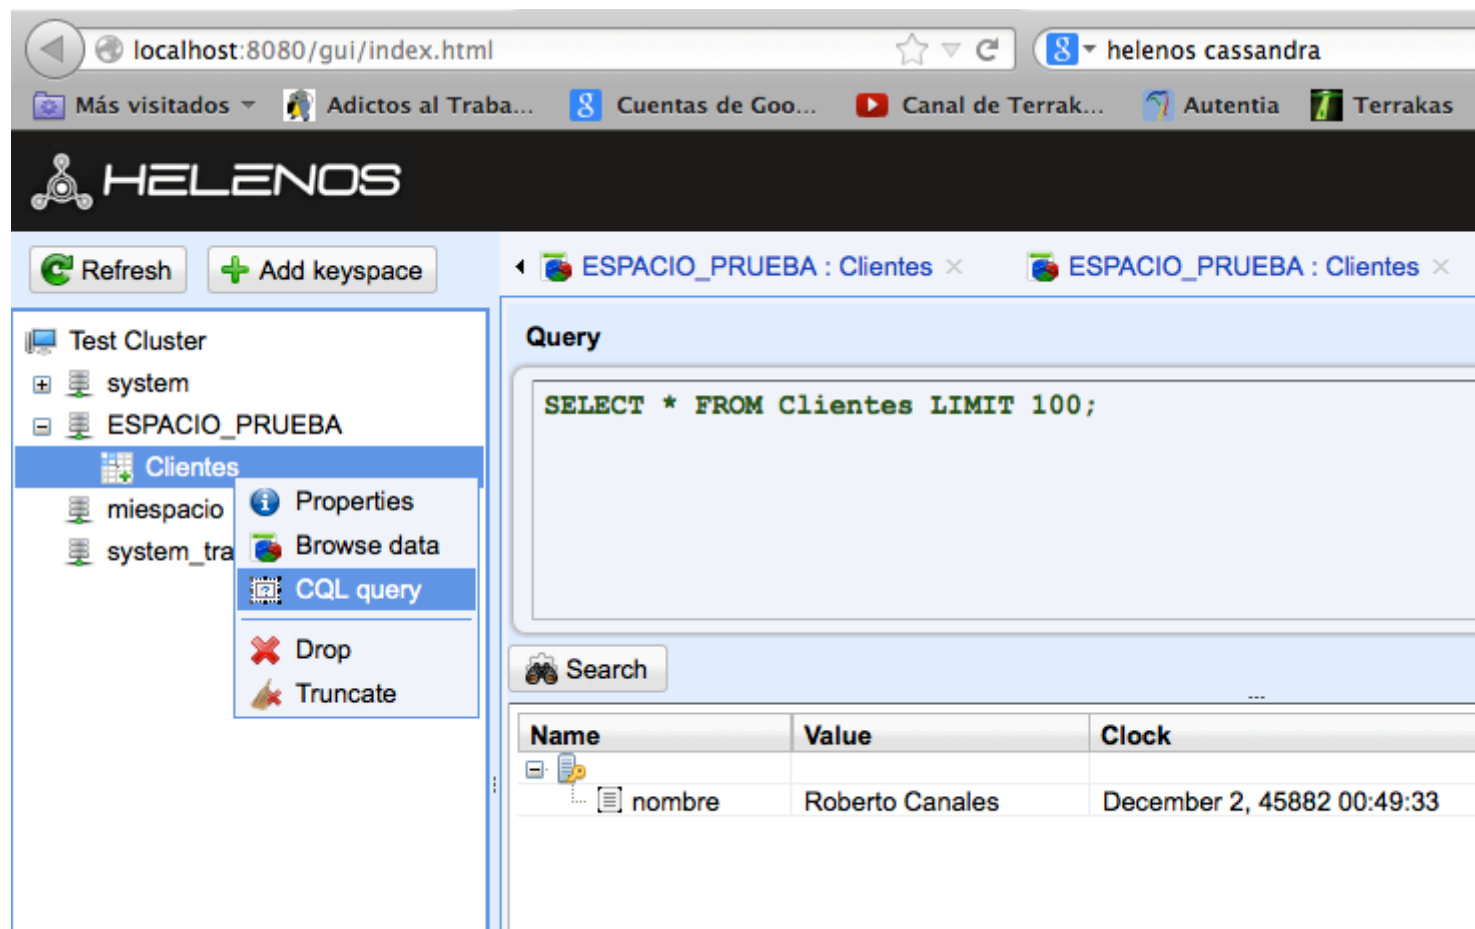 localhost:8080/gui/index.html
8 helenos cassandra
Más visitados Adictos al Traba... 8 Cuentas de Goo... Canal de Terrak... Autentia Terrakas
HELENOS
Refresh Add keyspace
ESPACIO_PRUEBA : Clientes × ESPACIO_PRUEBA : Clientes ×
Test Cluster
system
ESPACIO_PRUEBA
Clientes
miespacio
system_tra
Properties
Browse data
CQL query
Drop
Truncate
Query
SELECT * FROM Clientes LIMIT 100;
Search
Name Value Clock
nombre Roberto Canales December 2, 45882 00:49:33